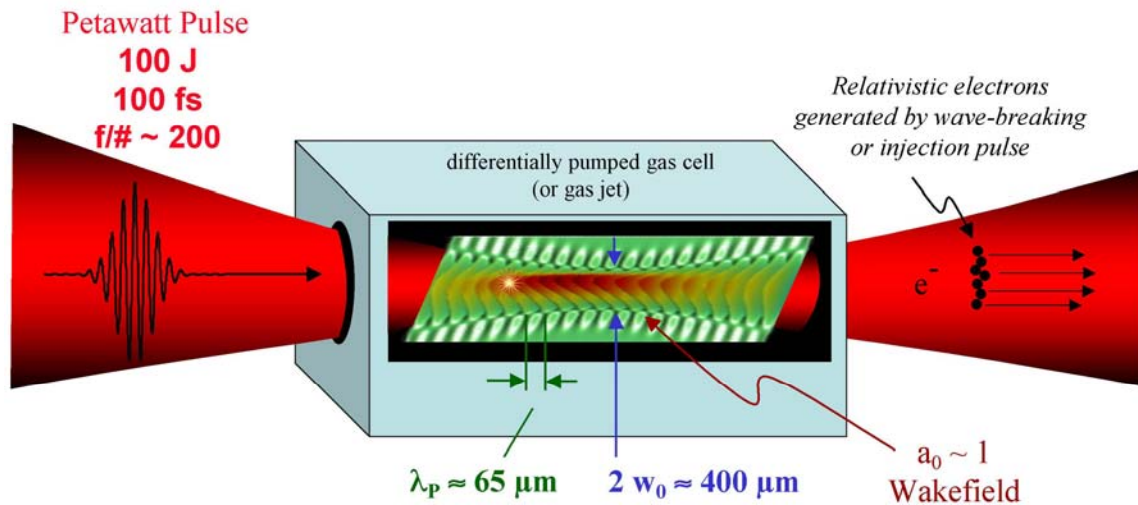 Petawatt Pulse
100 J
100 fs
f/# ~ 200
differentially pumped gas cell
(or gas jet)
Relativistic electrons
generated by wave-breaking
or injection pulse
e⁻
λP ≈ 65 µm
2 w₀ ≈ 400 µm
a₀ ~ 1
Wakefield